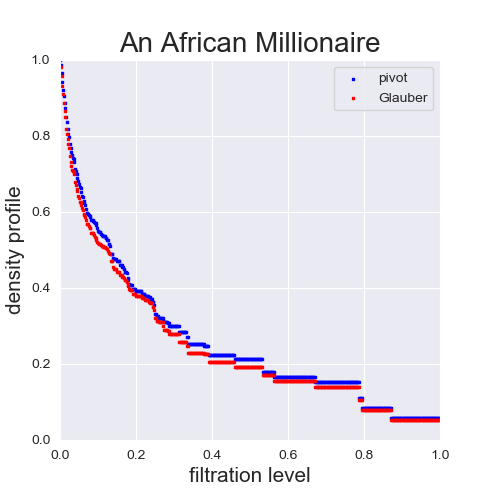 An African Millionaire
pivot
Glauber
density profile
1.0
0.8
0.6
0.4
0.2
0.0
0.0 0.2 0.4 0.6 0.8 1.0
filtration level